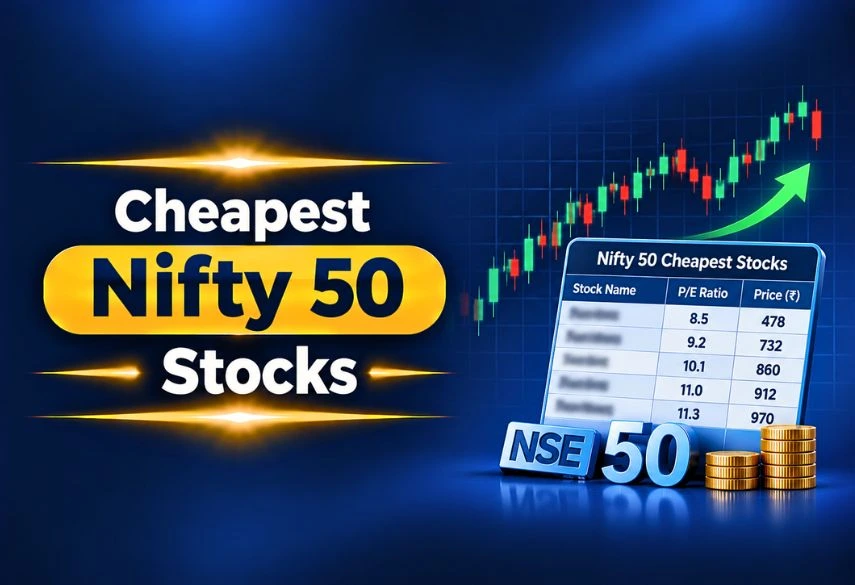 Cheapest
Nifty 50
Stocks
Nifty 50 Cheapest Stocks
Stock Name P/E Ratio Price (₹)
8.5 478
9.2 732
10.1 860
11.0 912
11.3 970
NSE 50